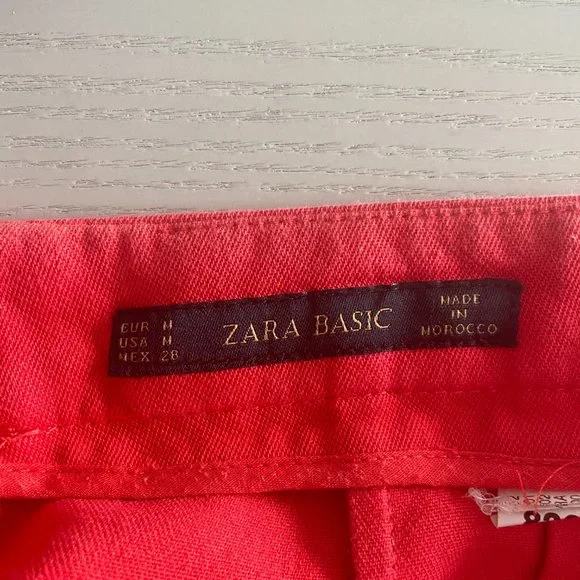 EUR M
USA M
MEX 28
ZARA BASIC
MADE
IN
MOROCCO